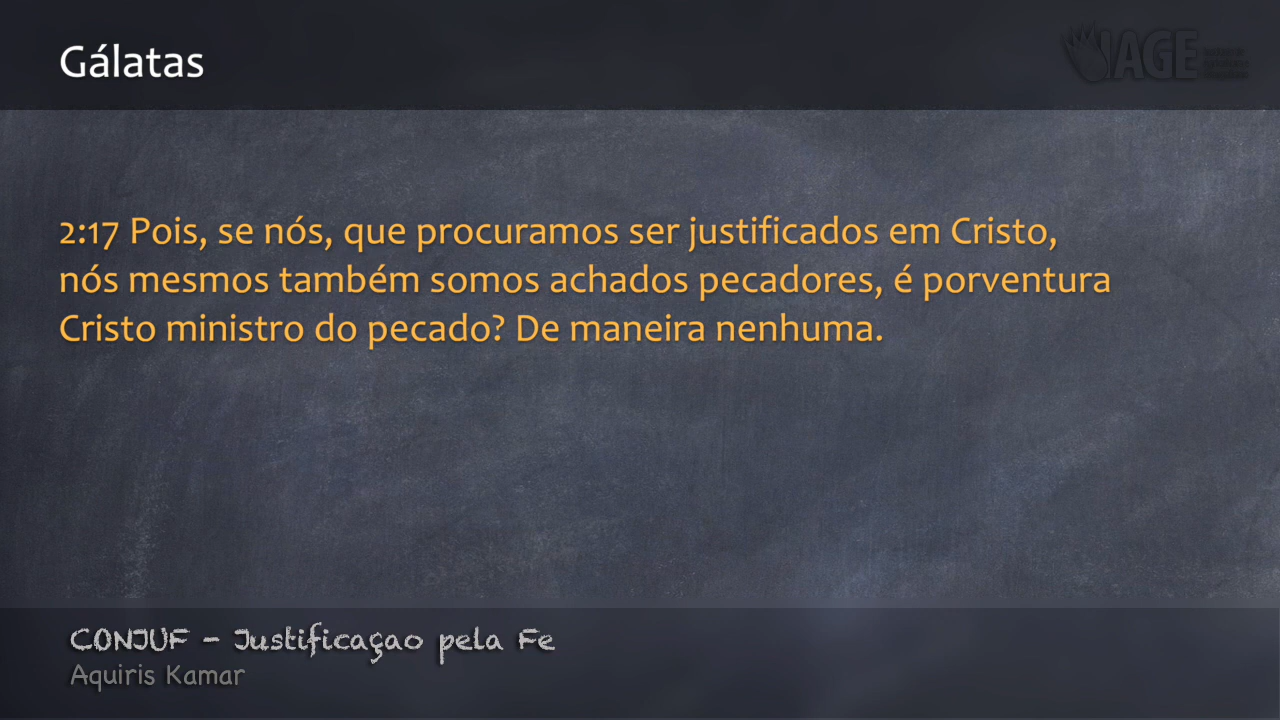 Gálatas
IAGE
2:17 Pois, se nós, que procuramos ser justificados em Cristo,
nós mesmos também somos achados pecadores, é porventura
Cristo ministro do pecado? De maneira nenhuma.
CONJUF - Justificaçao pela Fe
Aquiris Kamar